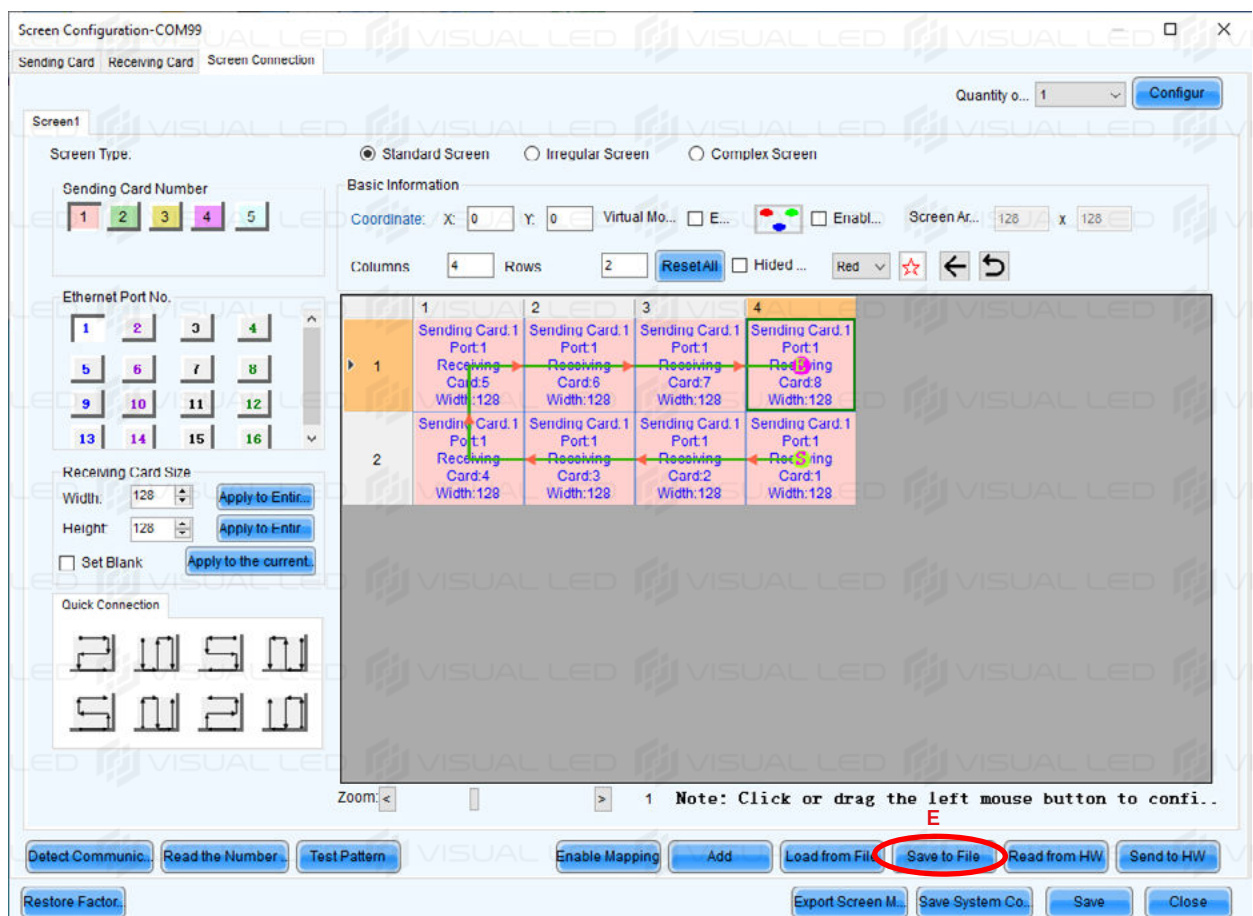 Screen Configuration-COM99
Sending Card Receiving Card Screen Connection
Quantity o... 1 Configur
Screen1
Screen Type: Standard Screen Irregular Screen Complex Screen
Sending Card Number
1 2 3 4 5
Basic Information
Coordinate: X: 0 Y: 0 Virtual Mo... E... Enabl... Screen Ar... 128 x 128
Columns 4 Rows 2 Reset All Hided ... Red
Ethernet Port No.
1 2 3 4
5 6 7 8
9 10 11 12
13 14 15 16
1 2 3 4
1
Sending Card:1 Sending Card:1 Sending Card:1 Sending Card:1
Port:1 Port:1 Port:1 Port:1
Receiving Receiving Receiving Receiving
Card:5 Card:6 Card:7 Card:8
Width:128 Width:128 Width:128 Width:128
E
2
Sending Card:1 Sending Card:1 Sending Card:1 Sending Card:1
Port:1 Port:1 Port:1 Port:1
Receiving Receiving Receiving Receiving
Card:4 Card:3 Card:2 Card:1
Width:128 Width:128 Width:128 Width:128
S
Receiving Card Size
Width: 128 Apply to Entir...
Height: 128 Apply to Entir...
Set Blank Apply to the current..
Quick Connection
Zoom: < > 1 Note: Click or drag the left mouse button to confi..
E
Detect Communic... Read the Number.. Test Pattern Enable Mapping Add Load from File Save to File Read from HW Send to HW
Restore Factor.. Export Screen M... Save System Co.. Save Close
VISUAL LED